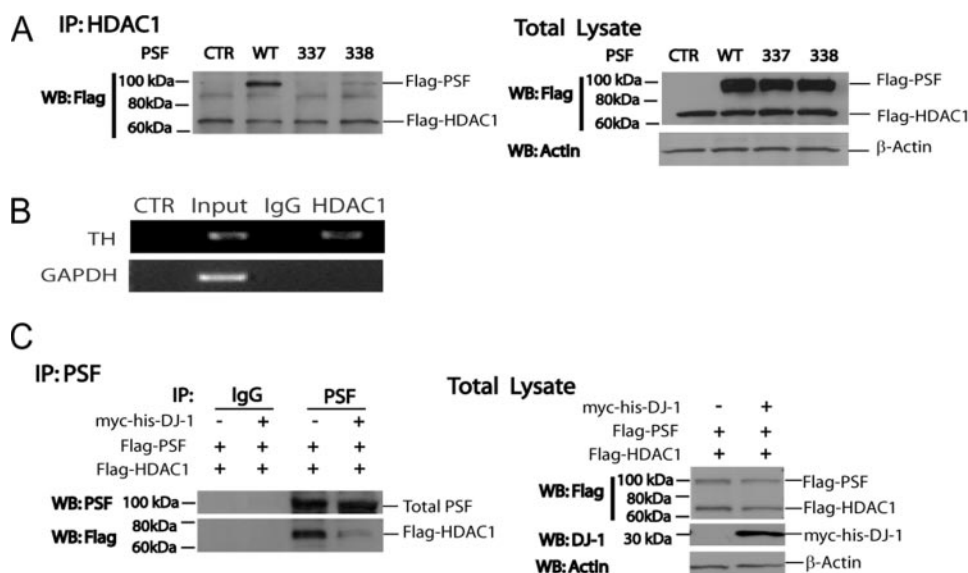 A
IP: HDAC1
PSF CTR WT 337 338
100 kDa
Flag-PSF
WB: Flag
80kDa
60kDa
Flag-HDAC1
Total Lysate
PSF CTR WT 337 338
100 kDa
Flag-PSF
WB: Flag
80kDa
60kDa
Flag-HDAC1
WB: Actin
β-Actin
B
CTR Input IgG HDAC1
TH
GAPDH
C
IP: PSF
IP: IgG PSF
myc-his-DJ-1 - + - +
Flag-PSF + + + +
Flag-HDAC1 + + + +
WB: PSF 100 kDa Total PSF
80kDa
WB: Flag Flag-HDAC1
60kDa
Total Lysate
myc-his-DJ-1 - +
Flag-PSF + +
Flag-HDAC1 + +
100 kDa Flag-PSF
WB: Flag 80kDa
60kDa Flag-HDAC1
WB: DJ-1 30 kDa myc-his-DJ-1
WB: Actin β-Actin